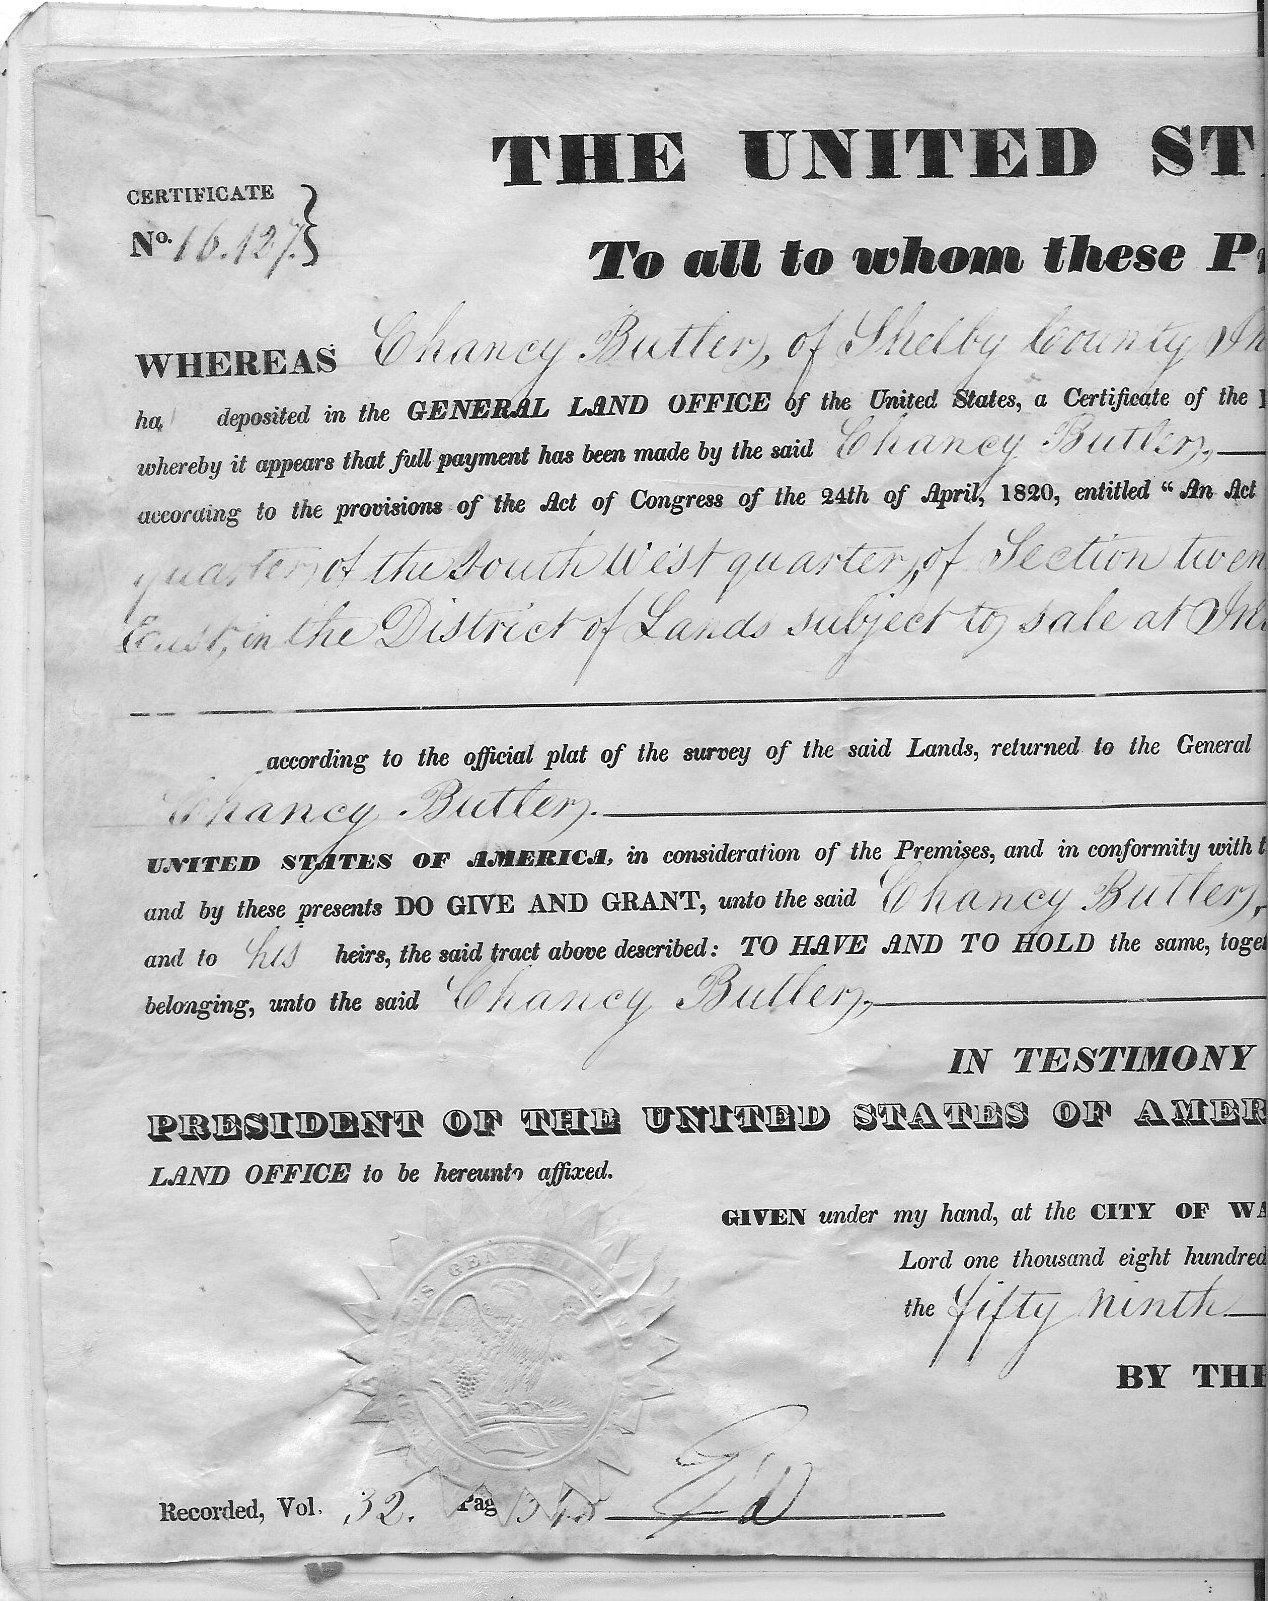 THE UNITED ST
CERTIFICATE
No. 16.127.
To all to whom these P
WHEREAS Chancy Butler, of Shelby County In
ha deposited in the GENERAL LAND OFFICE of the United States, a Certificate of the
whereby it appears that full payment has been made by the said Chancy Butler,
according to the provisions of the Act of Congress of the 24th of April, 1820, entitled "An Act
quarter of the South West quarter, of Section twen
East, in the District of Lands subject to sale at In
according to the official plat of the survey of the said Lands, returned to the General
Chancy Butler.
UNITED STATES OF AMERICA, in consideration of the Premises, and in conformity with t
and by these presents DO GIVE AND GRANT, unto the said Chancy Butler,
and to his heirs, the said tract above described: TO HAVE AND TO HOLD the same, toget
belonging, unto the said Chancy Butler,
IN TESTIMONY
PRESIDENT OF THE UNITED STATES OF AMER
LAND OFFICE to be hereunto affixed.
GIVEN under my hand, at the CITY OF WA
Lord one thousand eight hundred
the fifty ninth
BY THE
Recorded, Vol. 32. Pag